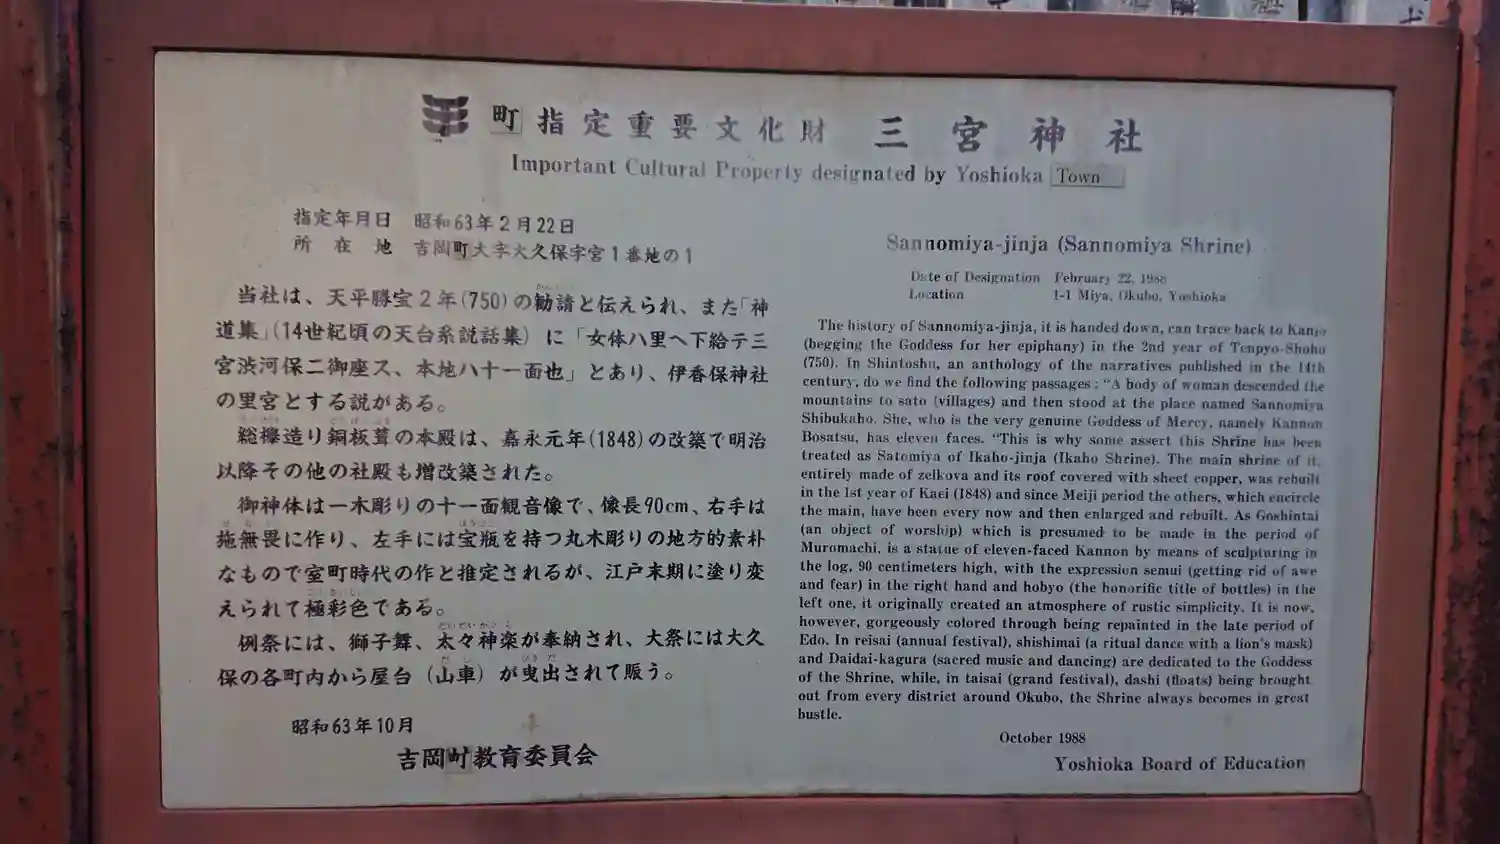 町指定重要文化財 三宮神社
Important Cultural Property designated by Yoshioka Town
指定年月日 昭和63年2月22日
所在地 吉岡町大字大久保字宮1番地の1
当社は、天平勝宝2年(750)の勧請と伝えられ、また「神
道集」(14世紀頃の天台系説話集)に「女体ハ里へ下給テ三
宮渋河保二御座ス、本地ハ十一面也」とあり、伊香保神社
の里宮とする説がある。
総欅造り銅板葺の本殿は、嘉永元年(1848)の改築で明治
以降その他の社殿も増改築された。
御神体は一木彫りの十一面観音像で、像長90cm、右手は
施無畏に作り、左手には宝瓶を持つ丸木彫りの地方的素朴
なもので室町時代の作と推定されるが、江戸末期に塗り変
えられて極彩色である。
例祭には、獅子舞、太々神楽が奉納され、大祭には大久
保の各町内から屋台(山車)が曳出されて賑う。
昭和63年10月
吉岡町教育委員会
Sannomiya-jinja (Sannomiya Shrine)
Date of Designation February 22, 1988
Location 1-1 Miya, Okubo, Yoshioka
The history of Sannomiya-jinja, it is handed down, can trace back to Kanjo
(begging the Goddess for her epiphany) in the 2nd year of Tenpyo-Shoho
(750). In Shintoshu, an anthology of the narratives published in the 14th
century, do we find the following passages; "A body of woman descended the
mountains to sato (villages) and then stood at the place named Sannomiya
Shibukaho. She, who is the very genuine Goddess of Mercy, namely Kannon
Bosatsu, has eleven faces. "This is why some assert this Shrine has been
treated as Satomiya of Ikaho-jinja (Ikaho Shrine). The main shrine of it,
entirely made of zelkova and its roof covered with sheet copper, was rebuilt
in the 1st year of Kaei (1848) and since Meiji period the others, which encircle
the main, have been every now and then enlarged and rebuilt. As Goshintai
(an object of worship) which is presumed to be made in the period of
Muromachi, is a statue of eleven-faced Kannon by means of sculpturing in
the log, 90 centimeters high, with the expression semui (getting rid of awe
and fear) in the right hand and hobyo (the honorific title of bottles) in the
left one, it originally created an atmosphere of rustic simplicity. It is now,
however, gorgeously colored through being repainted in the late period of
Edo. In reisai (annual festival), shishimai (a ritual dance with a lion's mask)
and Daidai-kagura (sacred music and dancing) are dedicated to the Goddess
of the Shrine, while, in taisai (grand festival), dashi (floats) being brought
out from every district around Okubo, the Shrine always becomes in great
bustle.
October 1988
Yoshioka Board of Education